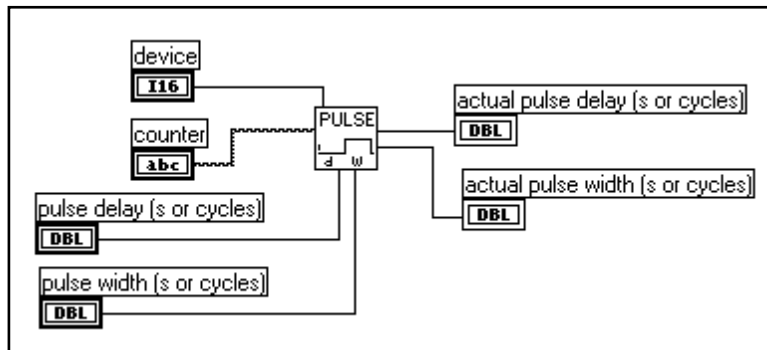 device
I16
counter
abc
pulse delay (s or cycles)
DBL
pulse width (s or cycles)
DBL
PULSE
d w
actual pulse delay (s or cycles)
DBL
actual pulse width (s or cycles)
DBL